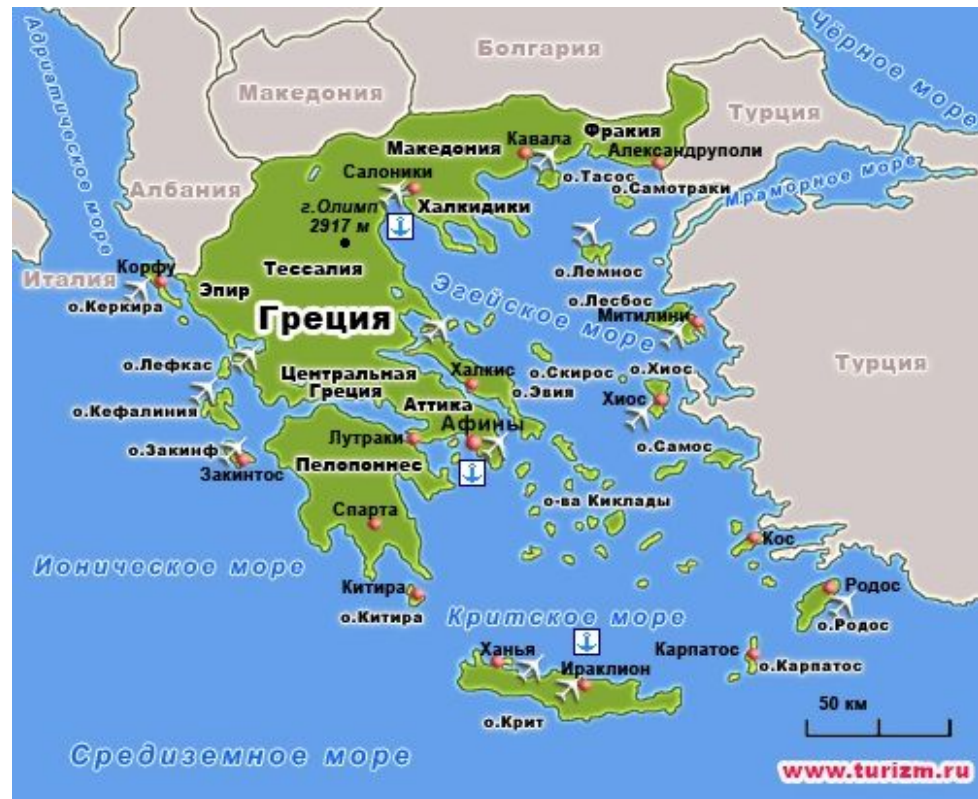 Адриатическое море
Болгария
Чёрное море
Македония
Турция
Албания
Италия
Фракия
Кавала
Македония
Александруполи
Салоники
о.Тасос
о.Самотраки
Мраморное море
Халкидики
г.Олимп
2917 м
Тессалия
Корфу
Эпир
о.Керкира
о.Лемнос
Эгейское море
о.Лесбос
Митилини
Греция
Турция
о.Лефкас
Центральная
Греция
Халкис
о.Скирос
о.Хиос
о.Эвия
Хиос
о.Кефалиния
Аттика
Афины
Лутраки
о.Закинф
Закинтос
Пелопоннес
о.Самос
о-ва Киклады
Спарта
Кос
Ионическое море
Китира
о.Китира
Родос
о.Родос
Критское море
Ханья
Ираклион
Карпатос
о.Карпатос
о.Крит
50 км
Средиземное море
www.turizm.ru